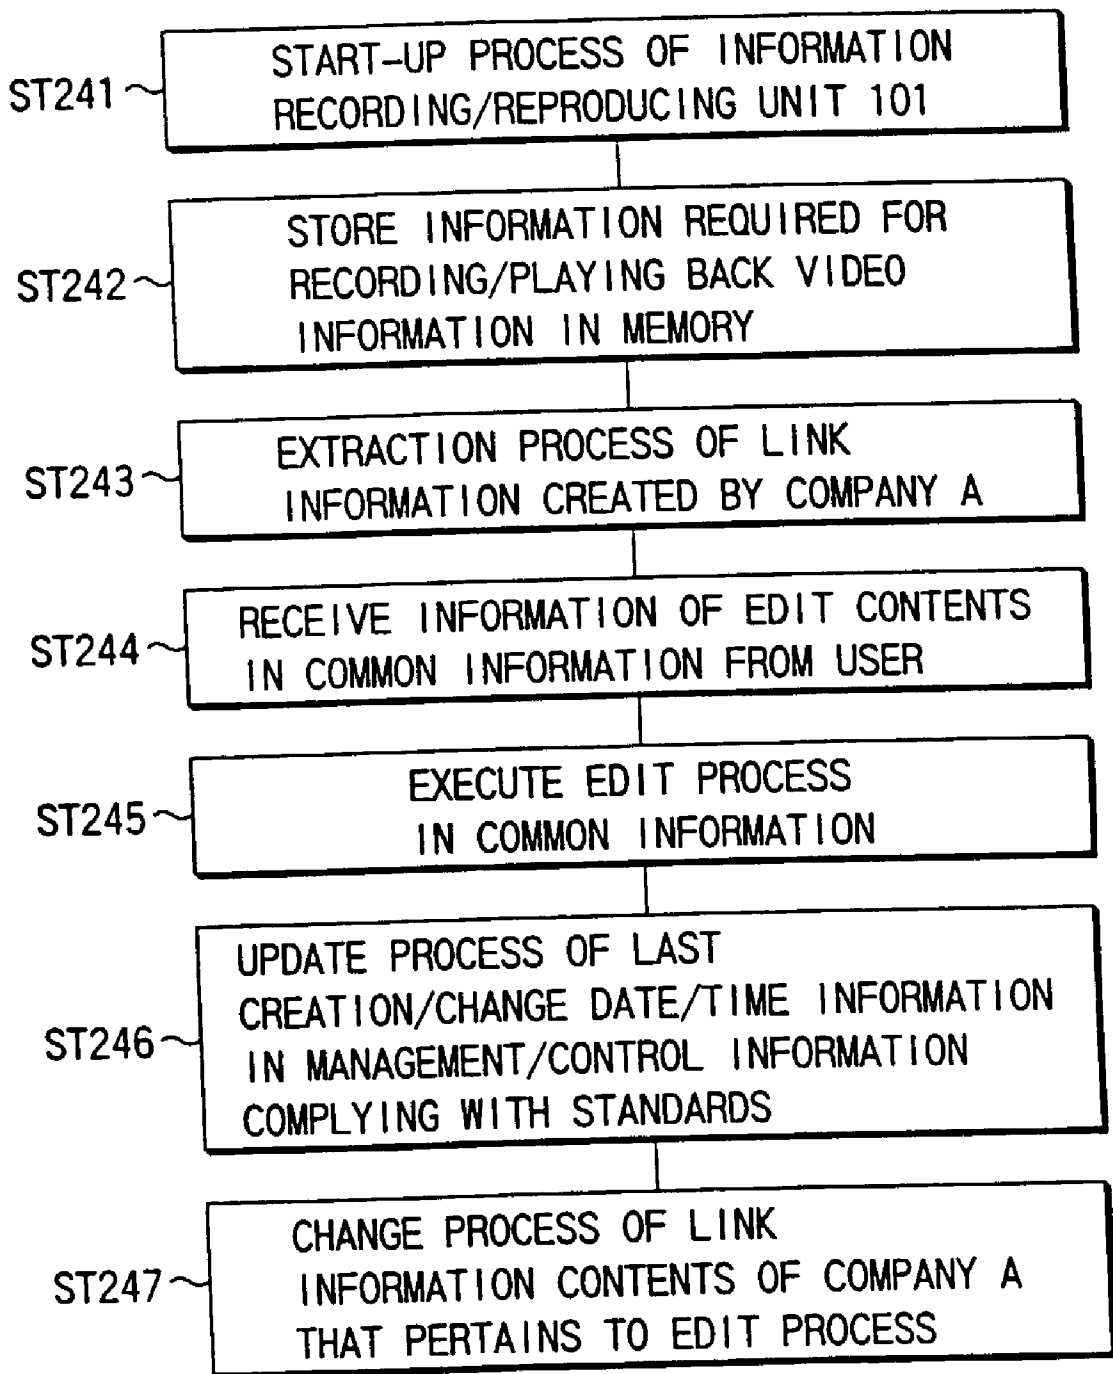 ST241
START-UP PROCESS OF INFORMATION
RECORDING/REPRODUCING UNIT 101
ST242
STORE INFORMATION REQUIRED FOR
RECORDING/PLAYING BACK VIDEO
INFORMATION IN MEMORY
ST243
EXTRACTION PROCESS OF LINK
INFORMATION CREATED BY COMPANY A
ST244
RECEIVE INFORMATION OF EDIT CONTENTS
IN COMMON INFORMATION FROM USER
ST245
EXECUTE EDIT PROCESS
IN COMMON INFORMATION
ST246
UPDATE PROCESS OF LAST
CREATION/CHANGE DATE/TIME INFORMATION
IN MANAGEMENT/CONTROL INFORMATION
COMPLYING WITH STANDARDS
ST247
CHANGE PROCESS OF LINK
INFORMATION CONTENTS OF COMPANY A
THAT PERTAINS TO EDIT PROCESS